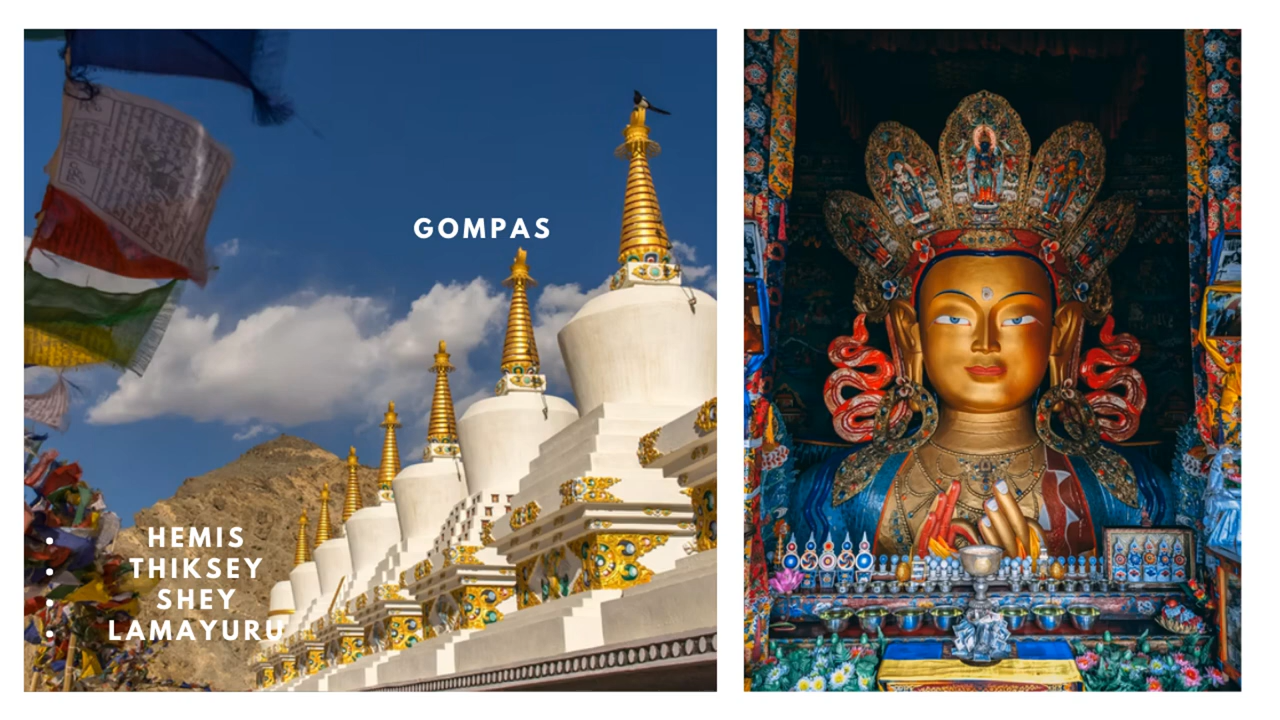 GOMPAS
• HEMIS
• THIKSEY
• SHEY
• LAMAYURU